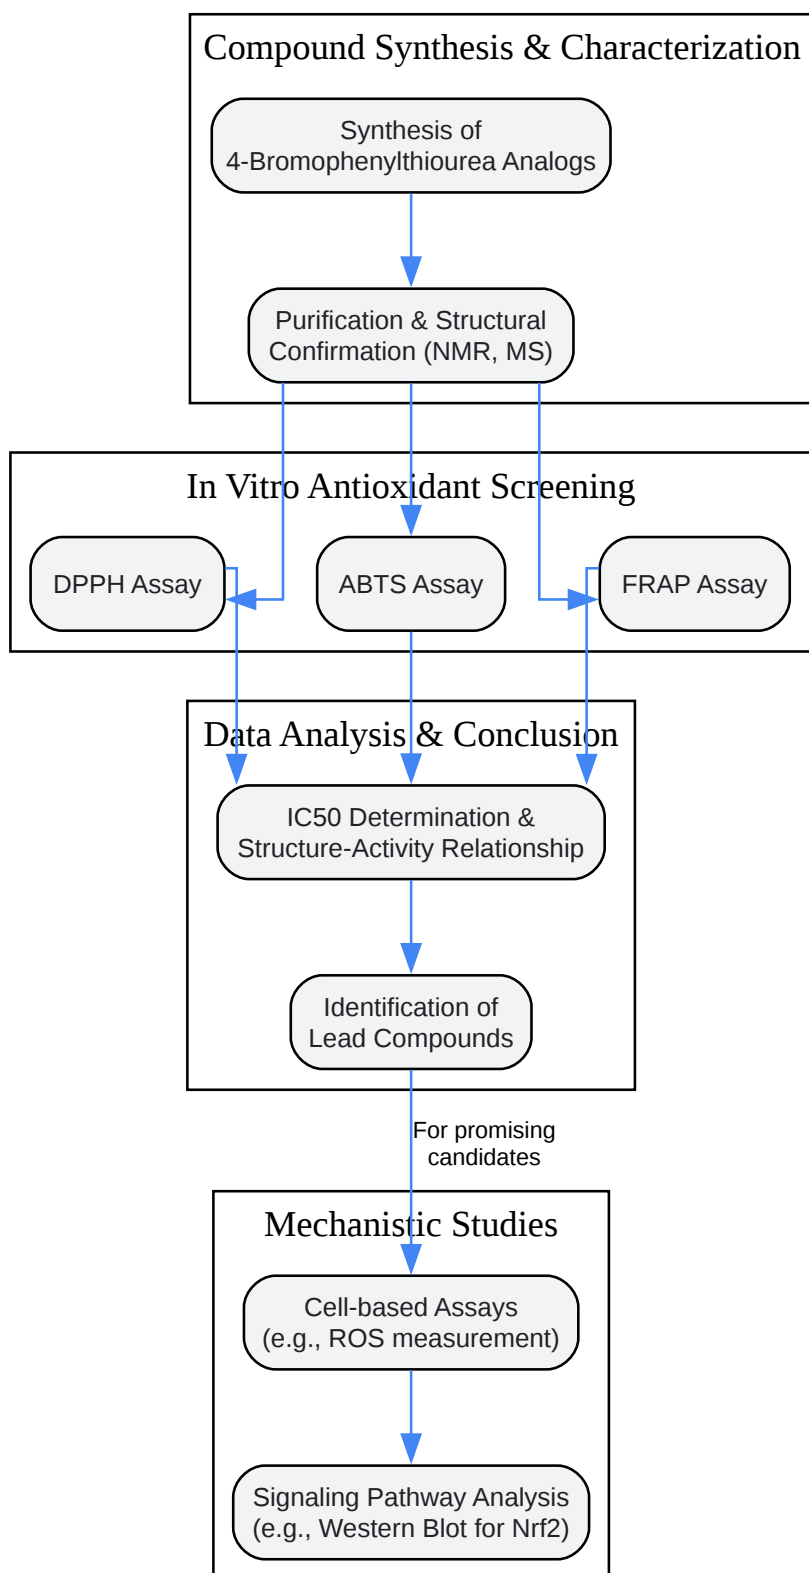 Compound Synthesis & Characterization
Synthesis of
4-Bromophenylthiourea Analogs
Purification & Structural
Confirmation (NMR, MS)
In Vitro Antioxidant Screening
DPPH Assay
ABTS Assay
FRAP Assay
Data Analysis & Conclusion
IC50 Determination &
Structure-Activity Relationship
Identification of
Lead Compounds
For promising
candidates
Mechanistic Studies
Cell-based Assays
(e.g., ROS measurement)
Signaling Pathway Analysis
(e.g., Western Blot for Nrf2)